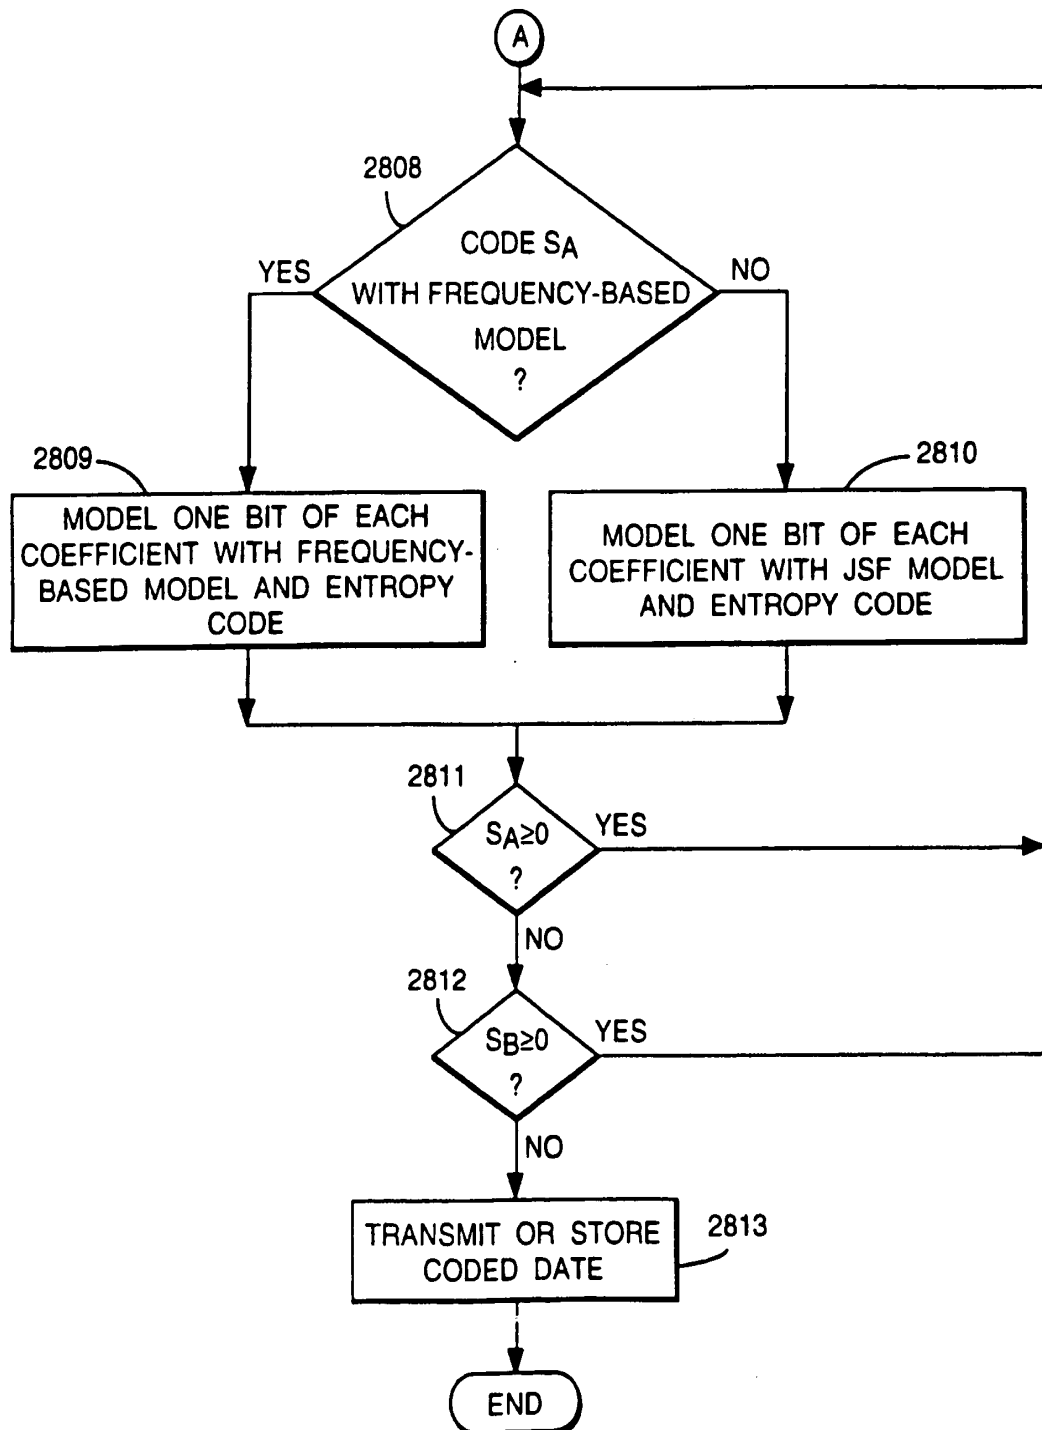 A
2808
CODE SA
WITH FREQUENCY-BASED
MODEL
?
YES
NO
2809
MODEL ONE BIT OF EACH
COEFFICIENT WITH FREQUENCY-
BASED MODEL AND ENTROPY
CODE
2810
MODEL ONE BIT OF EACH
COEFFICIENT WITH JSF MODEL
AND ENTROPY CODE
2811
SA≥0
?
YES
NO
2812
SB≥0
?
YES
NO
TRANSMIT OR STORE
CODED DATE
2813
END